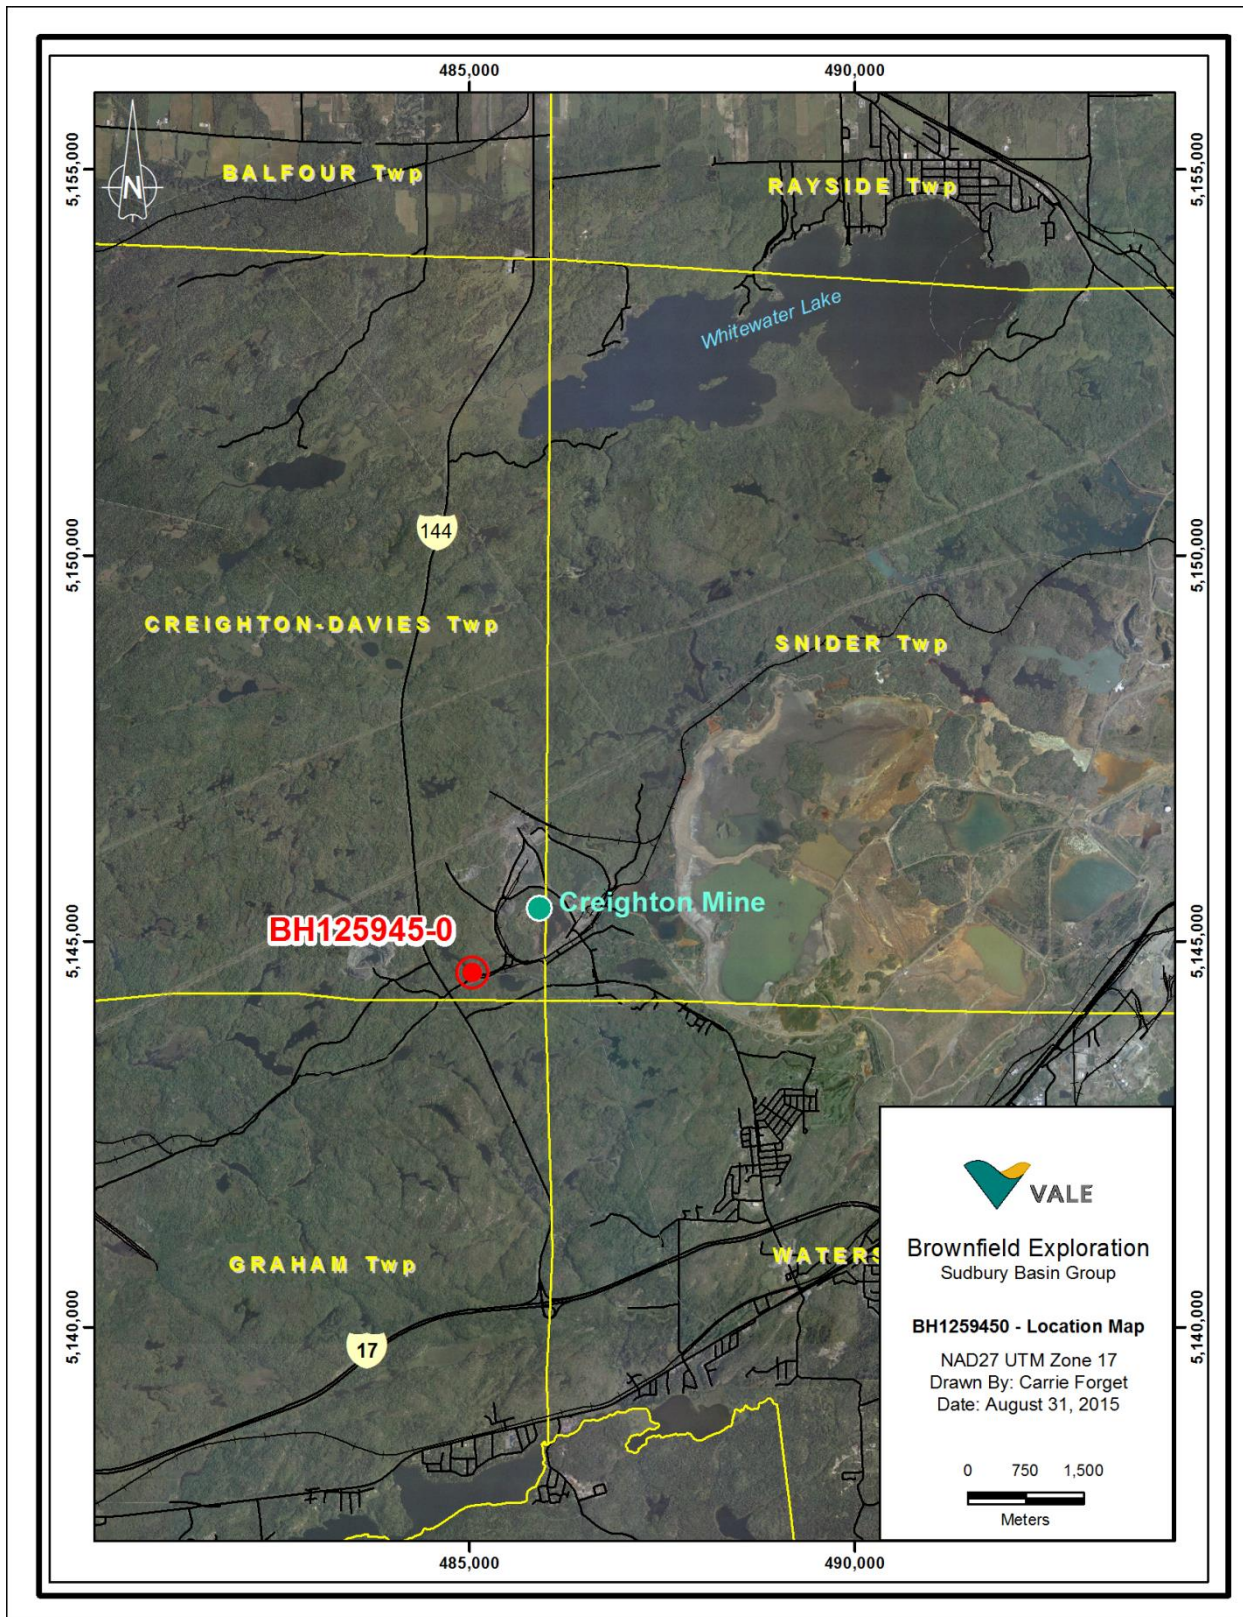 485,000
490,000
BALFOUR Twp
RAYSIDE Twp
5,155,000
5,155,000
N
Whitewater Lake
144
5,150,000
5,150,000
CREIGHTON-DAVIES Twp
SNIDER Twp
Creighton Mine
BH125945-0
5,145,000
5,145,000
GRAHAM Twp
WATERS
17
5,140,000
5,140,000
VALE
Brownfield Exploration
Sudbury Basin Group
BH1259450 - Location Map
NAD27 UTM Zone 17
Drawn By: Carrie Forget
Date: August 31, 2015
0 750 1,500
Meters
485,000
490,000